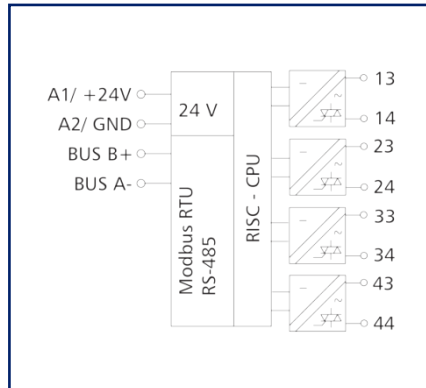 A1/ +24V
A2/ GND
BUS B+
BUS A-
24 V
Modbus RTU
RS-485
RISC - CPU
13
14
23
24
33
34
43
44